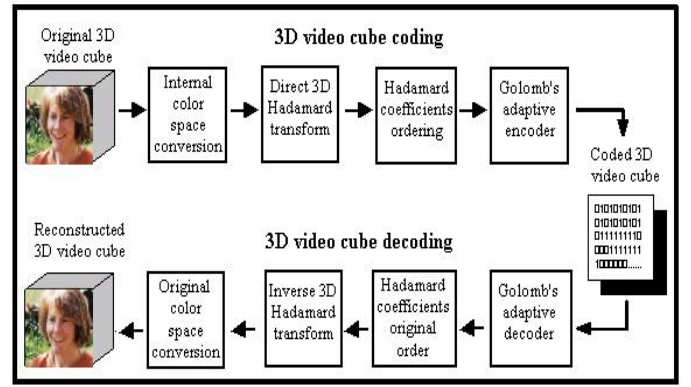 Original 3D
video cube
3D video cube coding
Internal
color
space
conversion
Direct 3D
Hadamard
transform
Hadamard
coefficients
ordering
Golomb's
adaptive
encoder
Coded 3D
video cube
0101010101
0101010101
0111111110
0001111111
1000000......
Reconstructed
3D video cube
3D video cube decoding
Original
color
space
conversion
Inverse 3D
Hadamard
transform
Hadamard
coefficients
original
order
Golomb's
adaptive
decoder